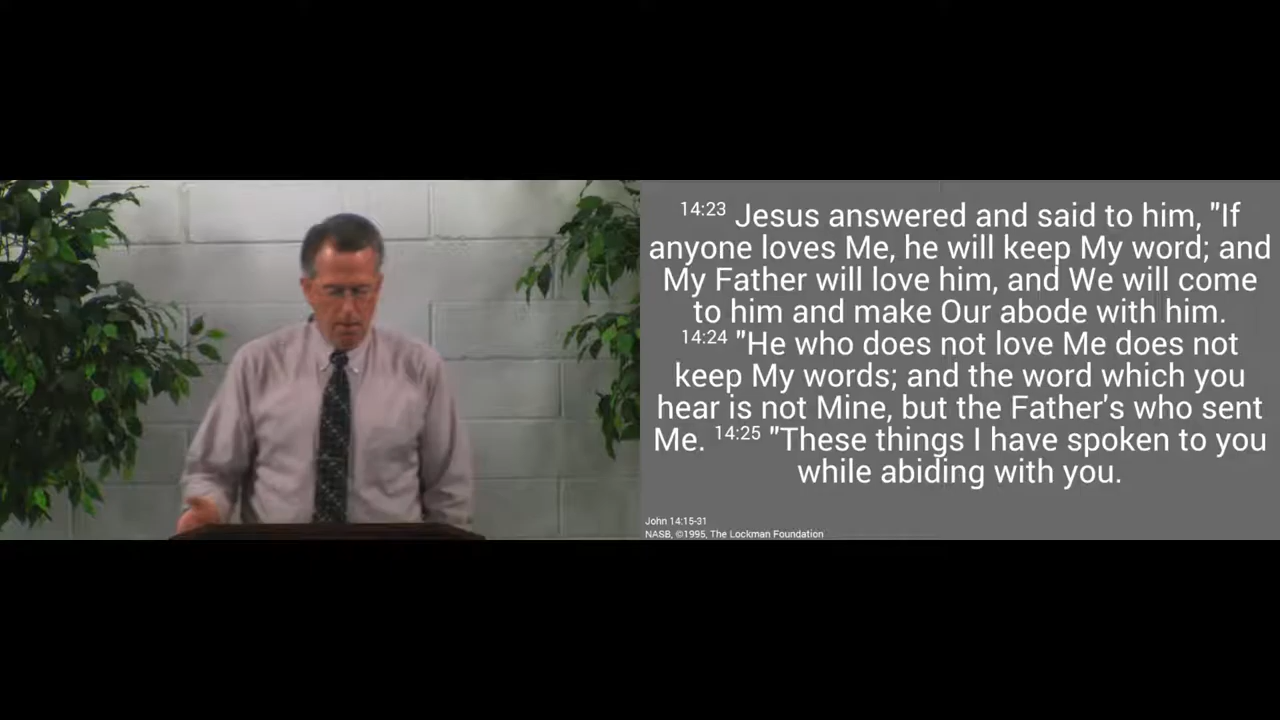 14:23 Jesus answered and said to him, "If
anyone loves Me, he will keep My word; and
My Father will love him, and We will come
to him and make Our abode with him.
14:24 "He who does not love Me does not
keep My words; and the word which you
hear is not Mine, but the Father's who sent
Me. 14:25 "These things I have spoken to you
while abiding with you.
John 14:15-31
NASB, ©1995, The Lockman Foundation